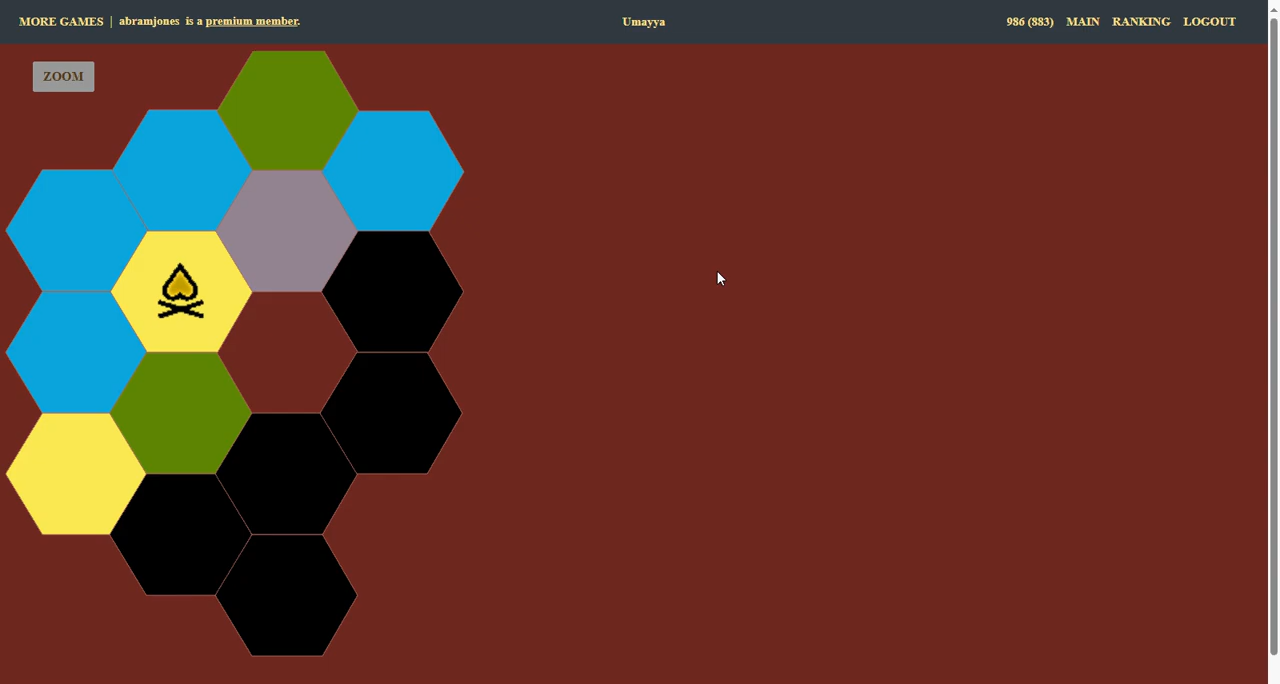 MORE GAMES | abramjones is a premium member.
Umayya
986 (883) MAIN RANKING LOGOUT
ZOOM